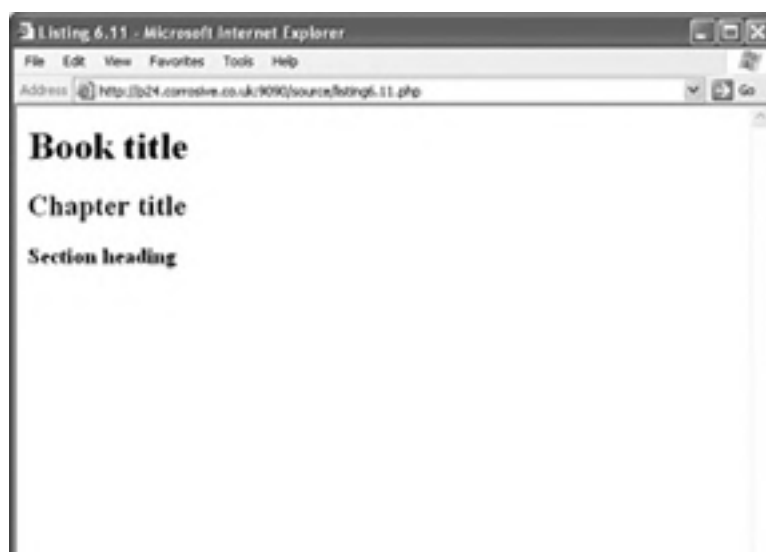 Listing 6.11 - Microsoft Internet Explorer
File Edit View Favorites Tools Help
Address http://p24.corrosive.co.uk:9090/source/listing6.11.php Go
Book title
Chapter title
Section heading